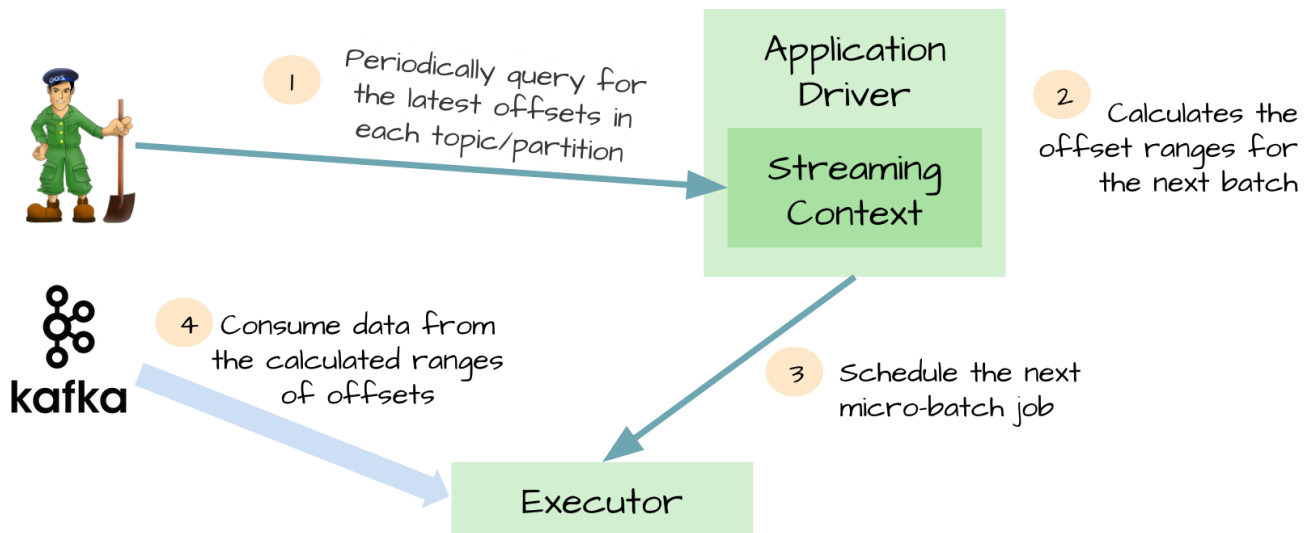 1
Periodically query for
the latest offsets in
each topic/partition
Application
Driver
Streaming
Context
2
Calculates the
offset ranges for
the next batch
kafka
4
Consume data from
the calculated ranges
of offsets
3
Schedule the next
micro-batch job
Executor